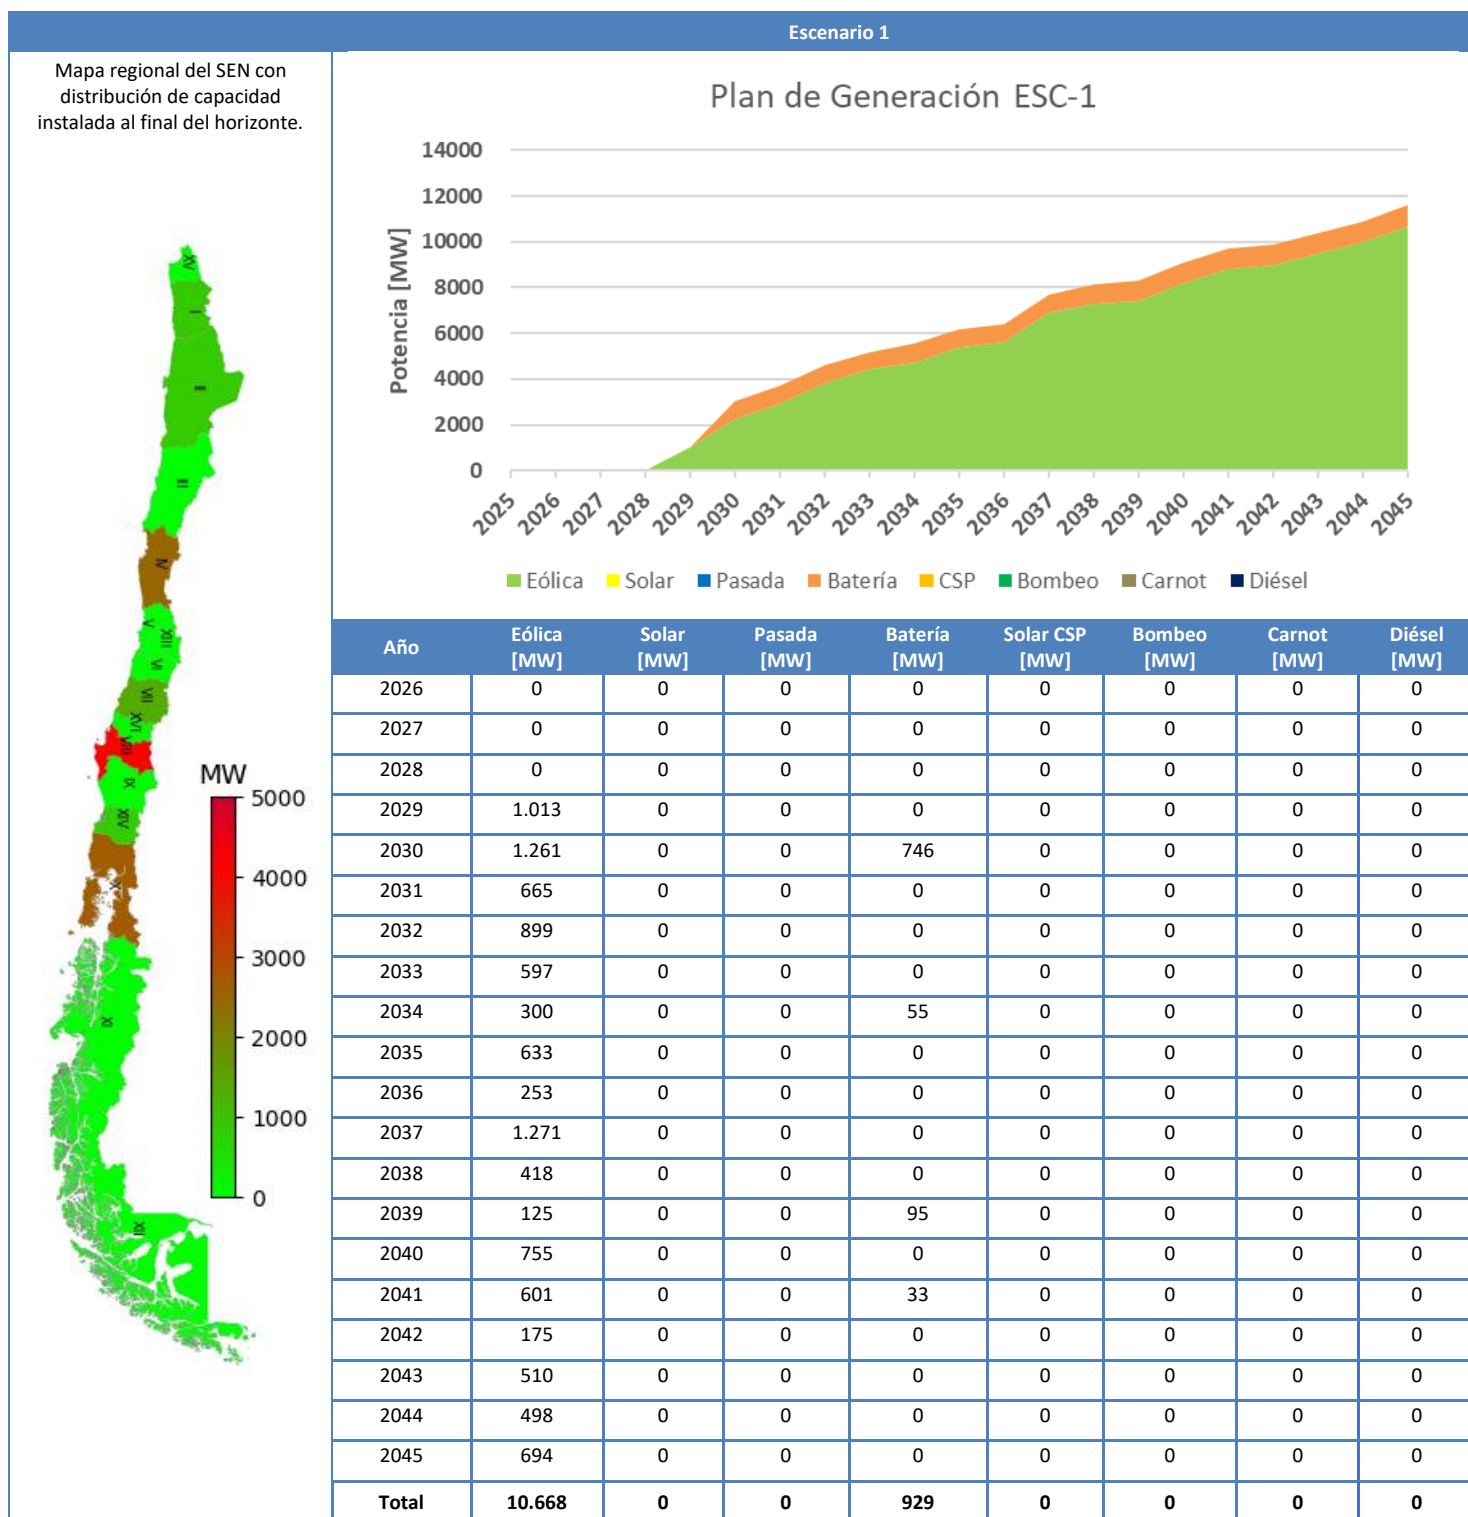 Escenario 1
Mapa regional del SEN con
distribución de capacidad
instalada al final del horizonte.
XV
I
II
III
IV
V
XIII
VI
VII
XVI
VIII
IX
XIV
X
XI
XII
MW
5000
4000
3000
2000
1000
0
Plan de Generación ESC-1
Potencia [MW]
14000
12000
10000
8000
6000
4000
2000
0
2025 2026 2027 2028 2029 2030 2031 2032 2033 2034 2035 2036 2037 2038 2039 2040 2041 2042 2043 2044 2045
Eólica Solar Pasada Batería CSP Bombeo Carnot Diésel
Año Eólica [MW] Solar [MW] Pasada [MW] Batería [MW] Solar CSP [MW] Bombeo [MW] Carnot [MW] Diésel [MW]
2026 0 0 0 0 0 0 0 0
2027 0 0 0 0 0 0 0 0
2028 0 0 0 0 0 0 0 0
2029 1.013 0 0 0 0 0 0 0
2030 1.261 0 0 746 0 0 0 0
2031 665 0 0 0 0 0 0 0
2032 899 0 0 0 0 0 0 0
2033 597 0 0 0 0 0 0 0
2034 300 0 0 55 0 0 0 0
2035 633 0 0 0 0 0 0 0
2036 253 0 0 0 0 0 0 0
2037 1.271 0 0 0 0 0 0 0
2038 418 0 0 0 0 0 0 0
2039 125 0 0 95 0 0 0 0
2040 755 0 0 0 0 0 0 0
2041 601 0 0 33 0 0 0 0
2042 175 0 0 0 0 0 0 0
2043 510 0 0 0 0 0 0 0
2044 498 0 0 0 0 0 0 0
2045 694 0 0 0 0 0 0 0
Total 10.668 0 0 929 0 0 0 0